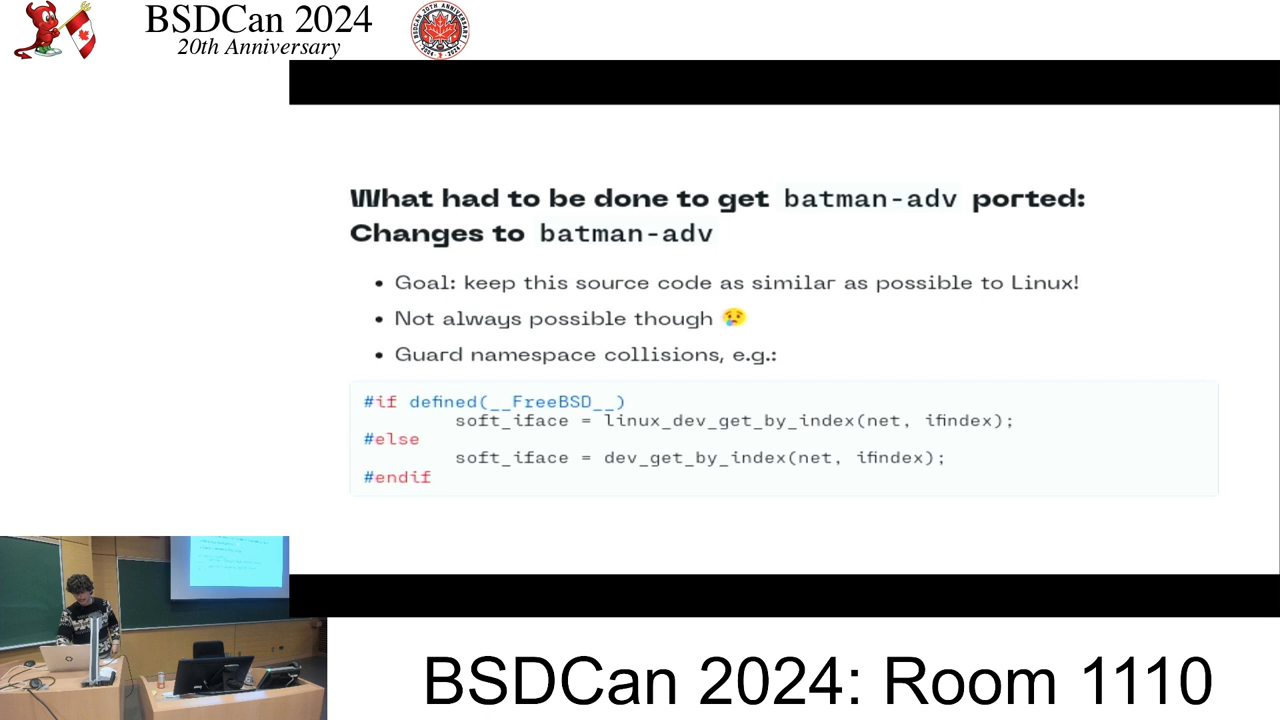 BSDCan 2024
20th Anniversary
What had to be done to get batman-adv ported:
Changes to batman-adv
• Goal: keep this source code as similar as possible to Linux!
• Not always possible though 😢
• Guard namespace collisions, e.g.:
#if defined(__FreeBSD__)
soft_iface = linux_dev_get_by_index(net, ifindex);
#else
soft_iface = dev_get_by_index(net, ifindex);
#endif
BSDCan 2024: Room 1110